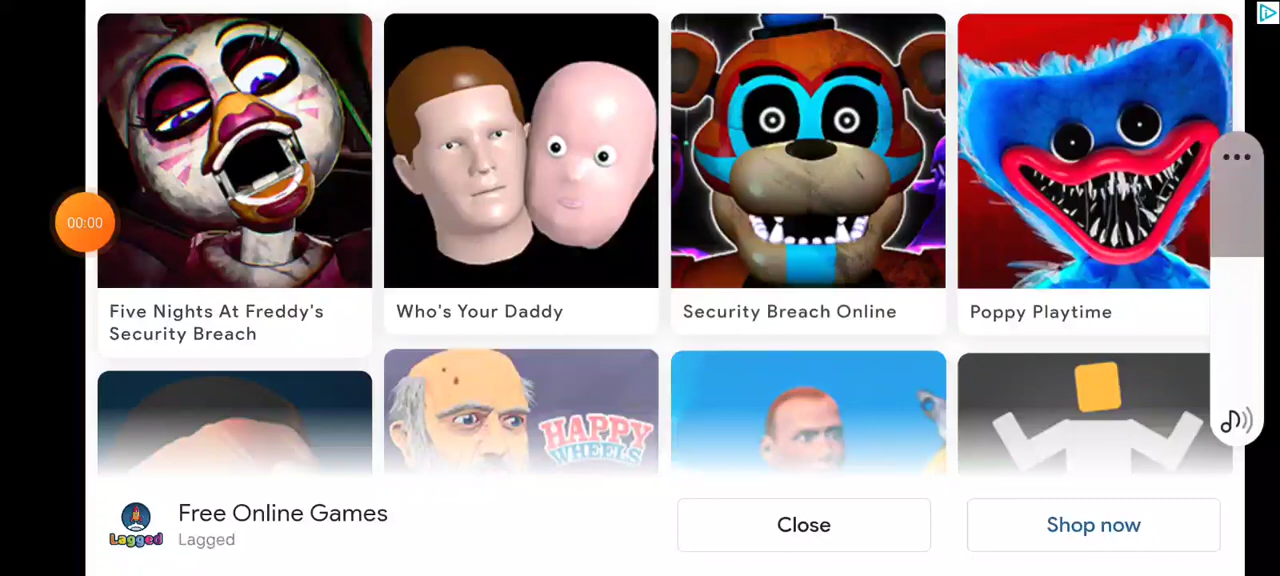 00:00
Five Nights At Freddy's
Security Breach
Who's Your Daddy
Security Breach Online
Poppy Playtime
HAPPY
WHEELS
Lagged
Free Online Games
Lagged
Close
Shop now